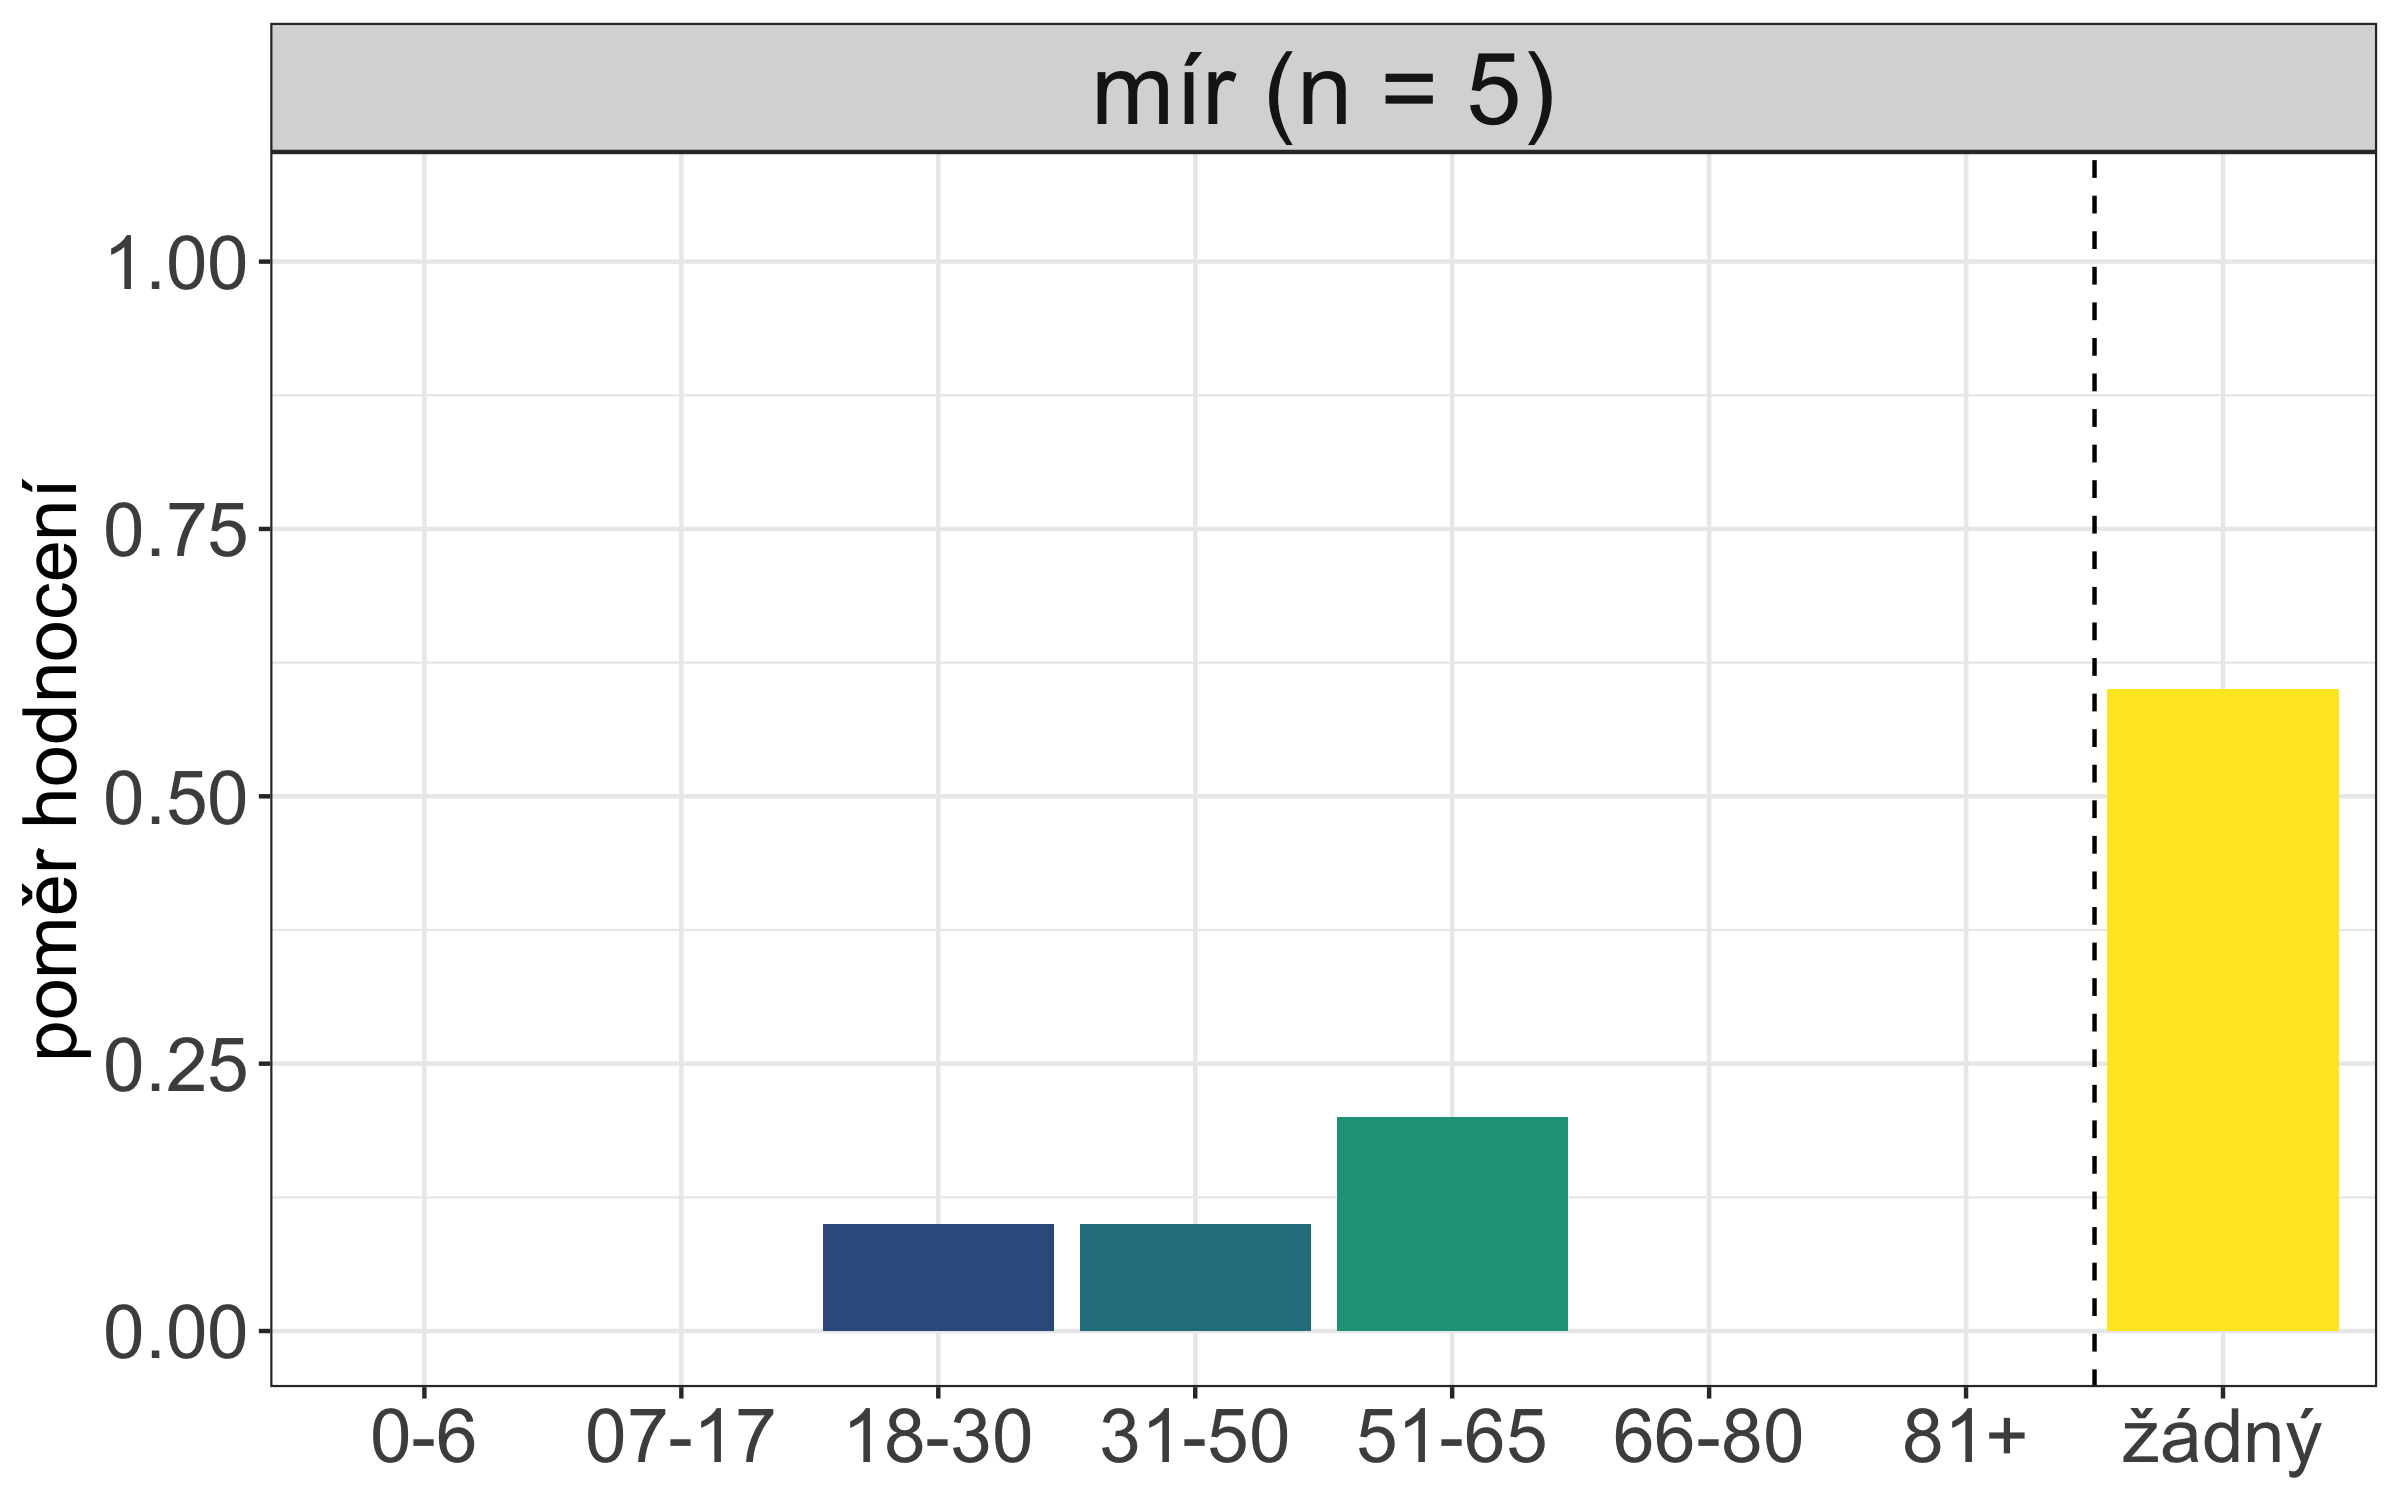 mír (n = 5)
poměr hodnocení
1.00
0.75
0.50
0.25
0.00
0-6 07-17 18-30 31-50 51-65 66-80 81+ žádný